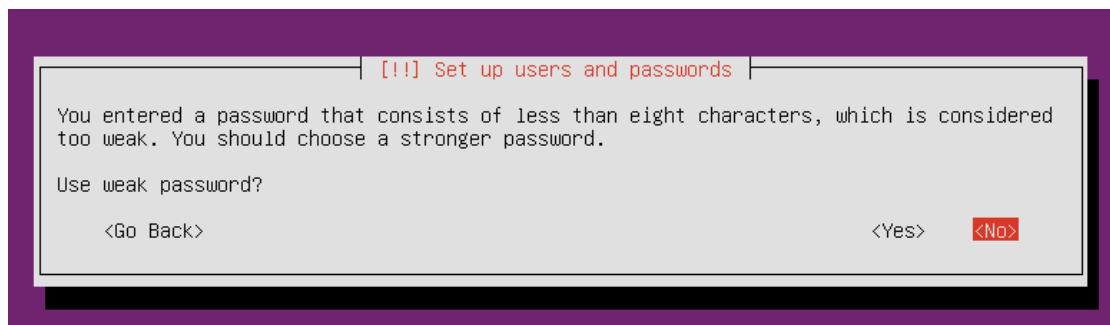 [!!] Set up users and passwords
You entered a password that consists of less than eight characters, which is considered
too weak. You should choose a stronger password.
Use weak password?
<Go Back> <Yes> <No>